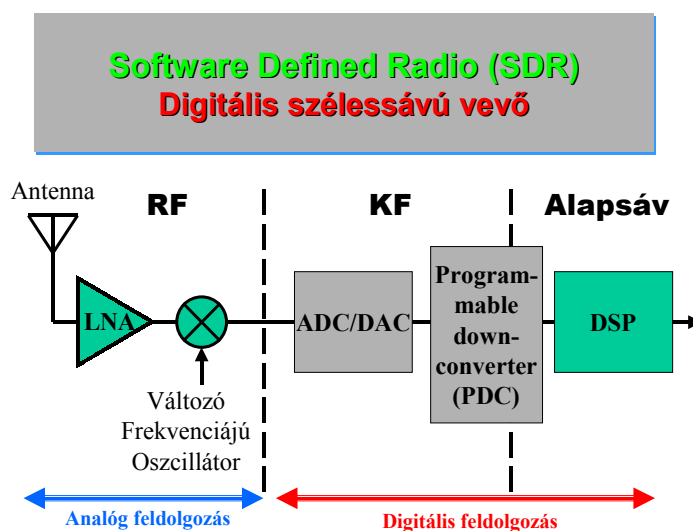 Software Defined Radio (SDR)
Digitális szélessávú vevő
Antenna
RF
KF
Alapsáv
LNA
ADC/DAC
Program-
mable
down-
converter
(PDC)
DSP
Változó
Frekvenciájú
Oszcillátor
Analóg feldolgozás
Digitális feldolgozás